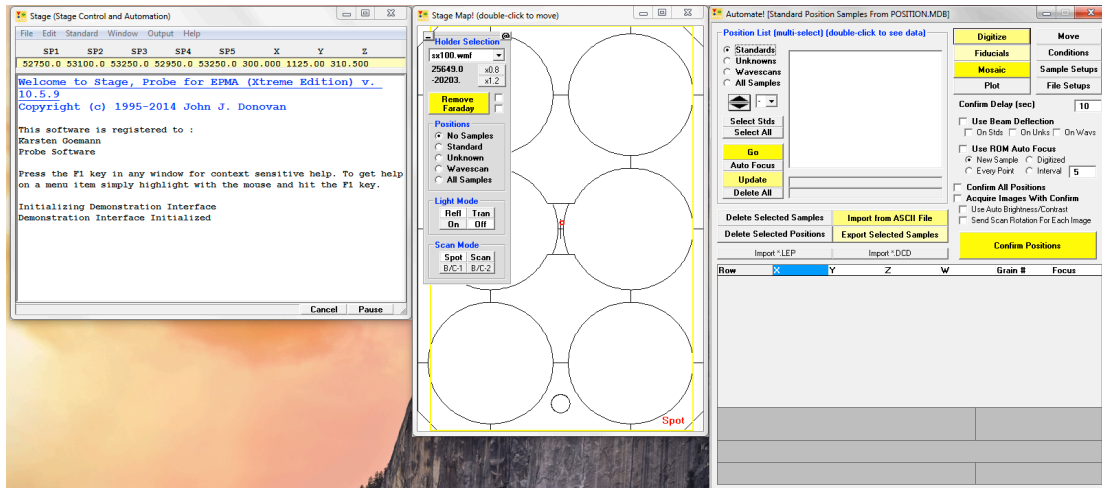 Stage (Stage Control and Automation)
File Edit Standard Window Output Help
SP1 SP2 SP3 SP4 SP5 X Y Z
52750.0 53100.0 53250.0 52950.0 53250.0 300.000 1125.00 310.500
Welcome to Stage, Probe for EPMA (Xtreme Edition) v.
10.5.9
Copyright (c) 1995-2014 John J. Donovan
This software is registered to :
Karsten Goemann
Probe Software
Press the F1 key in any window for context sensitive help. To get help
on a menu item simply highlight with the mouse and hit the F1 key.
Initializing Demonstration Interface
Demonstration Interface Initialized
Cancel Pause
Stage Map! (double-click to move)
Holder Selection @
sx100.wmf
25649.0 x0.8
-20203. x1.2
Remove
Faraday
Positions
No Samples
Standard
Unknown
Wavescan
All Samples
Light Mode
Refl Tran
On Off
Scan Mode
Spot Scan
B/C-1 B/C-2
Spot
Automate! [Standard Position Samples From POSITION.MDB]
Position List (multi-select) (double-click to see data)
Standards
Unknowns
Wavescans
All Samples
-
Select Stds
Select All
Go
Auto Focus
Update
Delete All
Digitize Move
Fiducials Conditions
Mosaic Sample Setups
Plot File Setups
Confirm Delay (sec) 10
Use Beam Deflection
On Stds On Unks On Wavs
Use ROM Auto Focus
New Sample Digitized
Every Point Interval 5
Confirm All Positions
Acquire Images With Confirm
Use Auto Brightness/Contrast
Send Scan Rotation For Each Image
Delete Selected Samples Import from ASCII File
Delete Selected Positions Export Selected Samples
Import *.LEP Import *.DCD
Confirm Positions
Row X Y Z W Grain # Focus